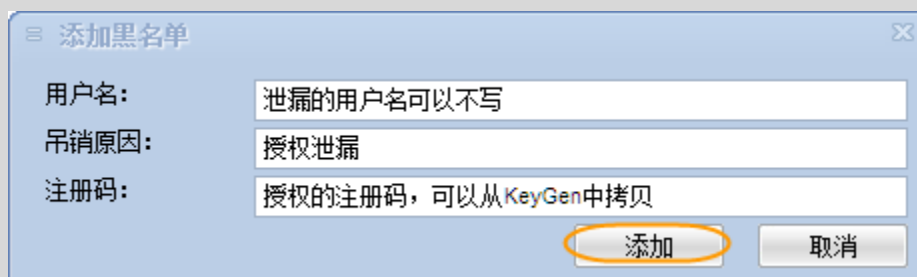 添加黑名单
用户名: 泄漏的用户名可以不写
吊销原因: 授权泄漏
注册码: 授权的注册码，可以从KeyGen中拷贝
添加 取消